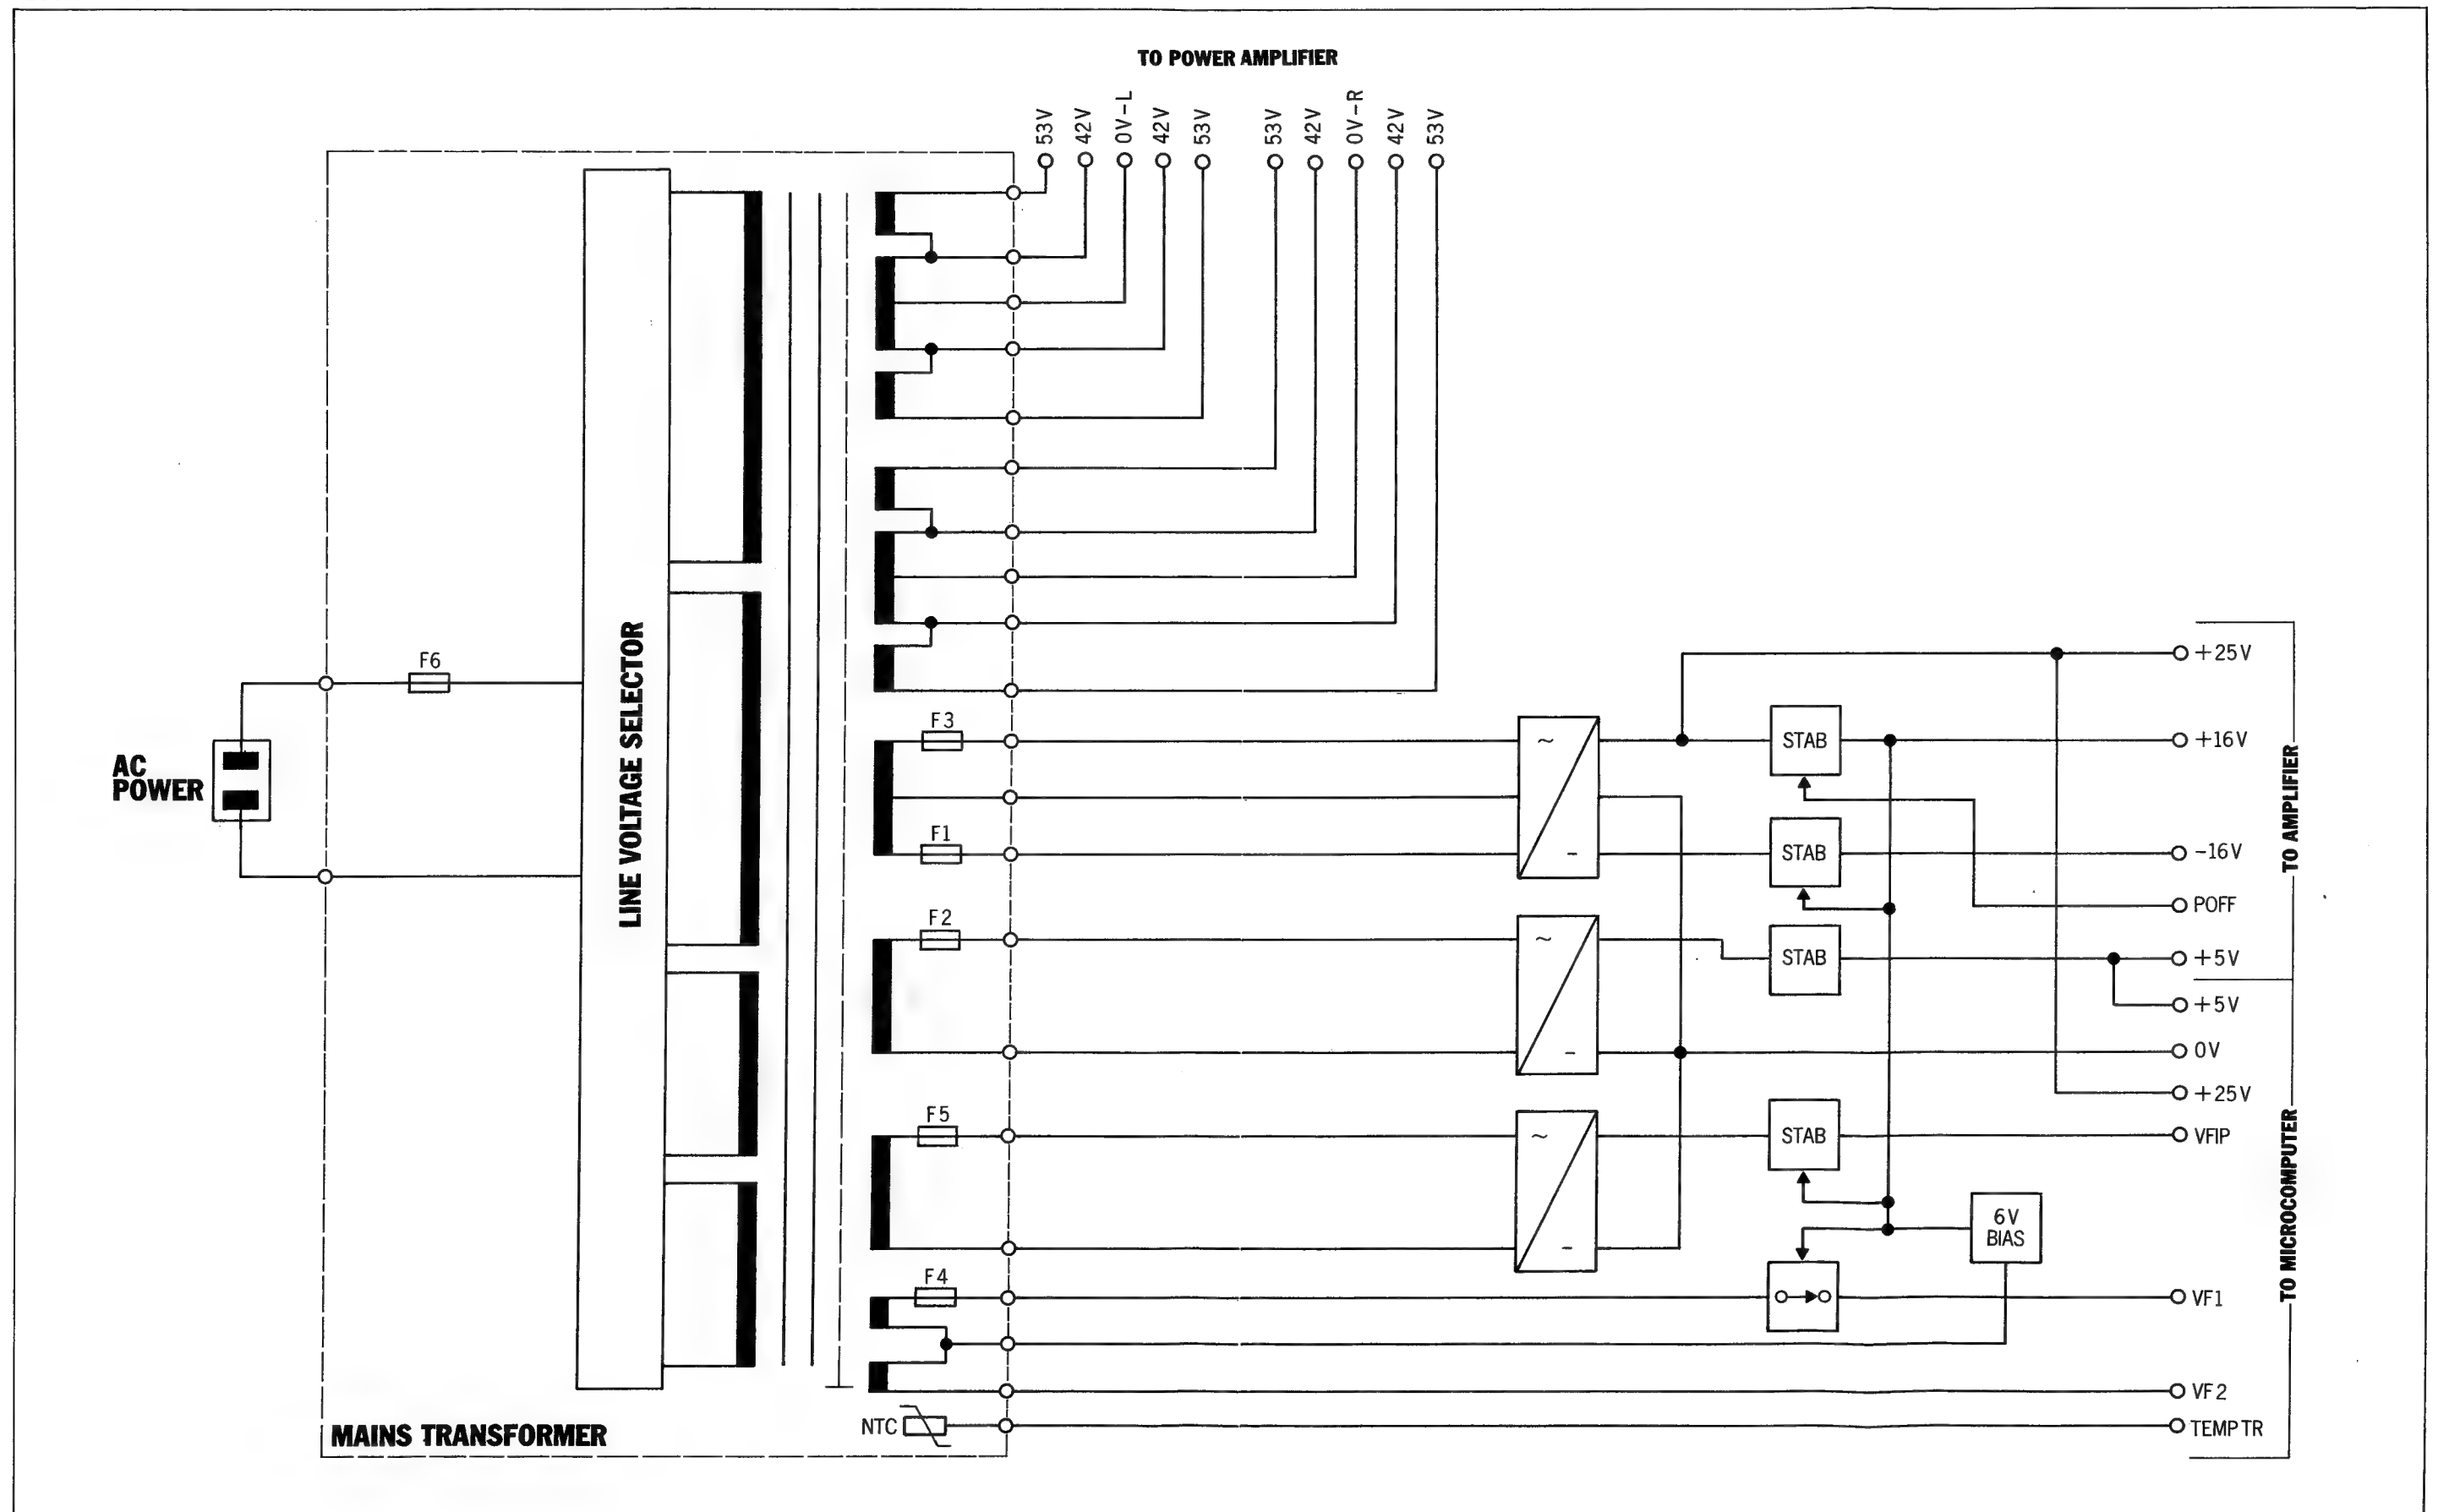 TO POWER AMPLIFIER
53V
42V
0V-L
42V
53V
53V
42V
0V-R
42V
53V
F6
AC
POWER
LINE VOLTAGE SELECTOR
F3
F1
F2
F5
F4
NTC
MAINS TRANSFORMER
~
-
~
-
~
-
STAB
STAB
STAB
STAB
6V
BIAS
+25V
+16V
-16V
POFF
+5V
+5V
0V
+25V
VFIP
VF1
VF2
TEMPTR
TO AMPLIFIER
TO MICROCOMPUTER